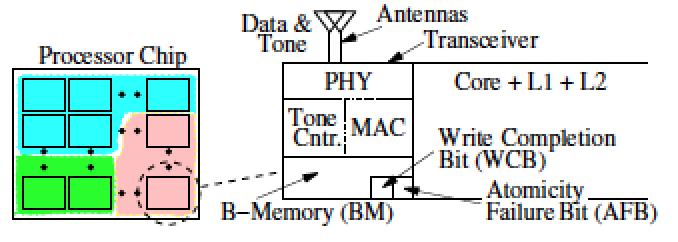 Processor Chip
Data &
Tone
Antennas
Transceiver
PHY
Core + L1 + L2
Tone
Cntr.
MAC
Write Completion
Bit (WCB)
B−Memory (BM)
Atomicity
Failure Bit (AFB)